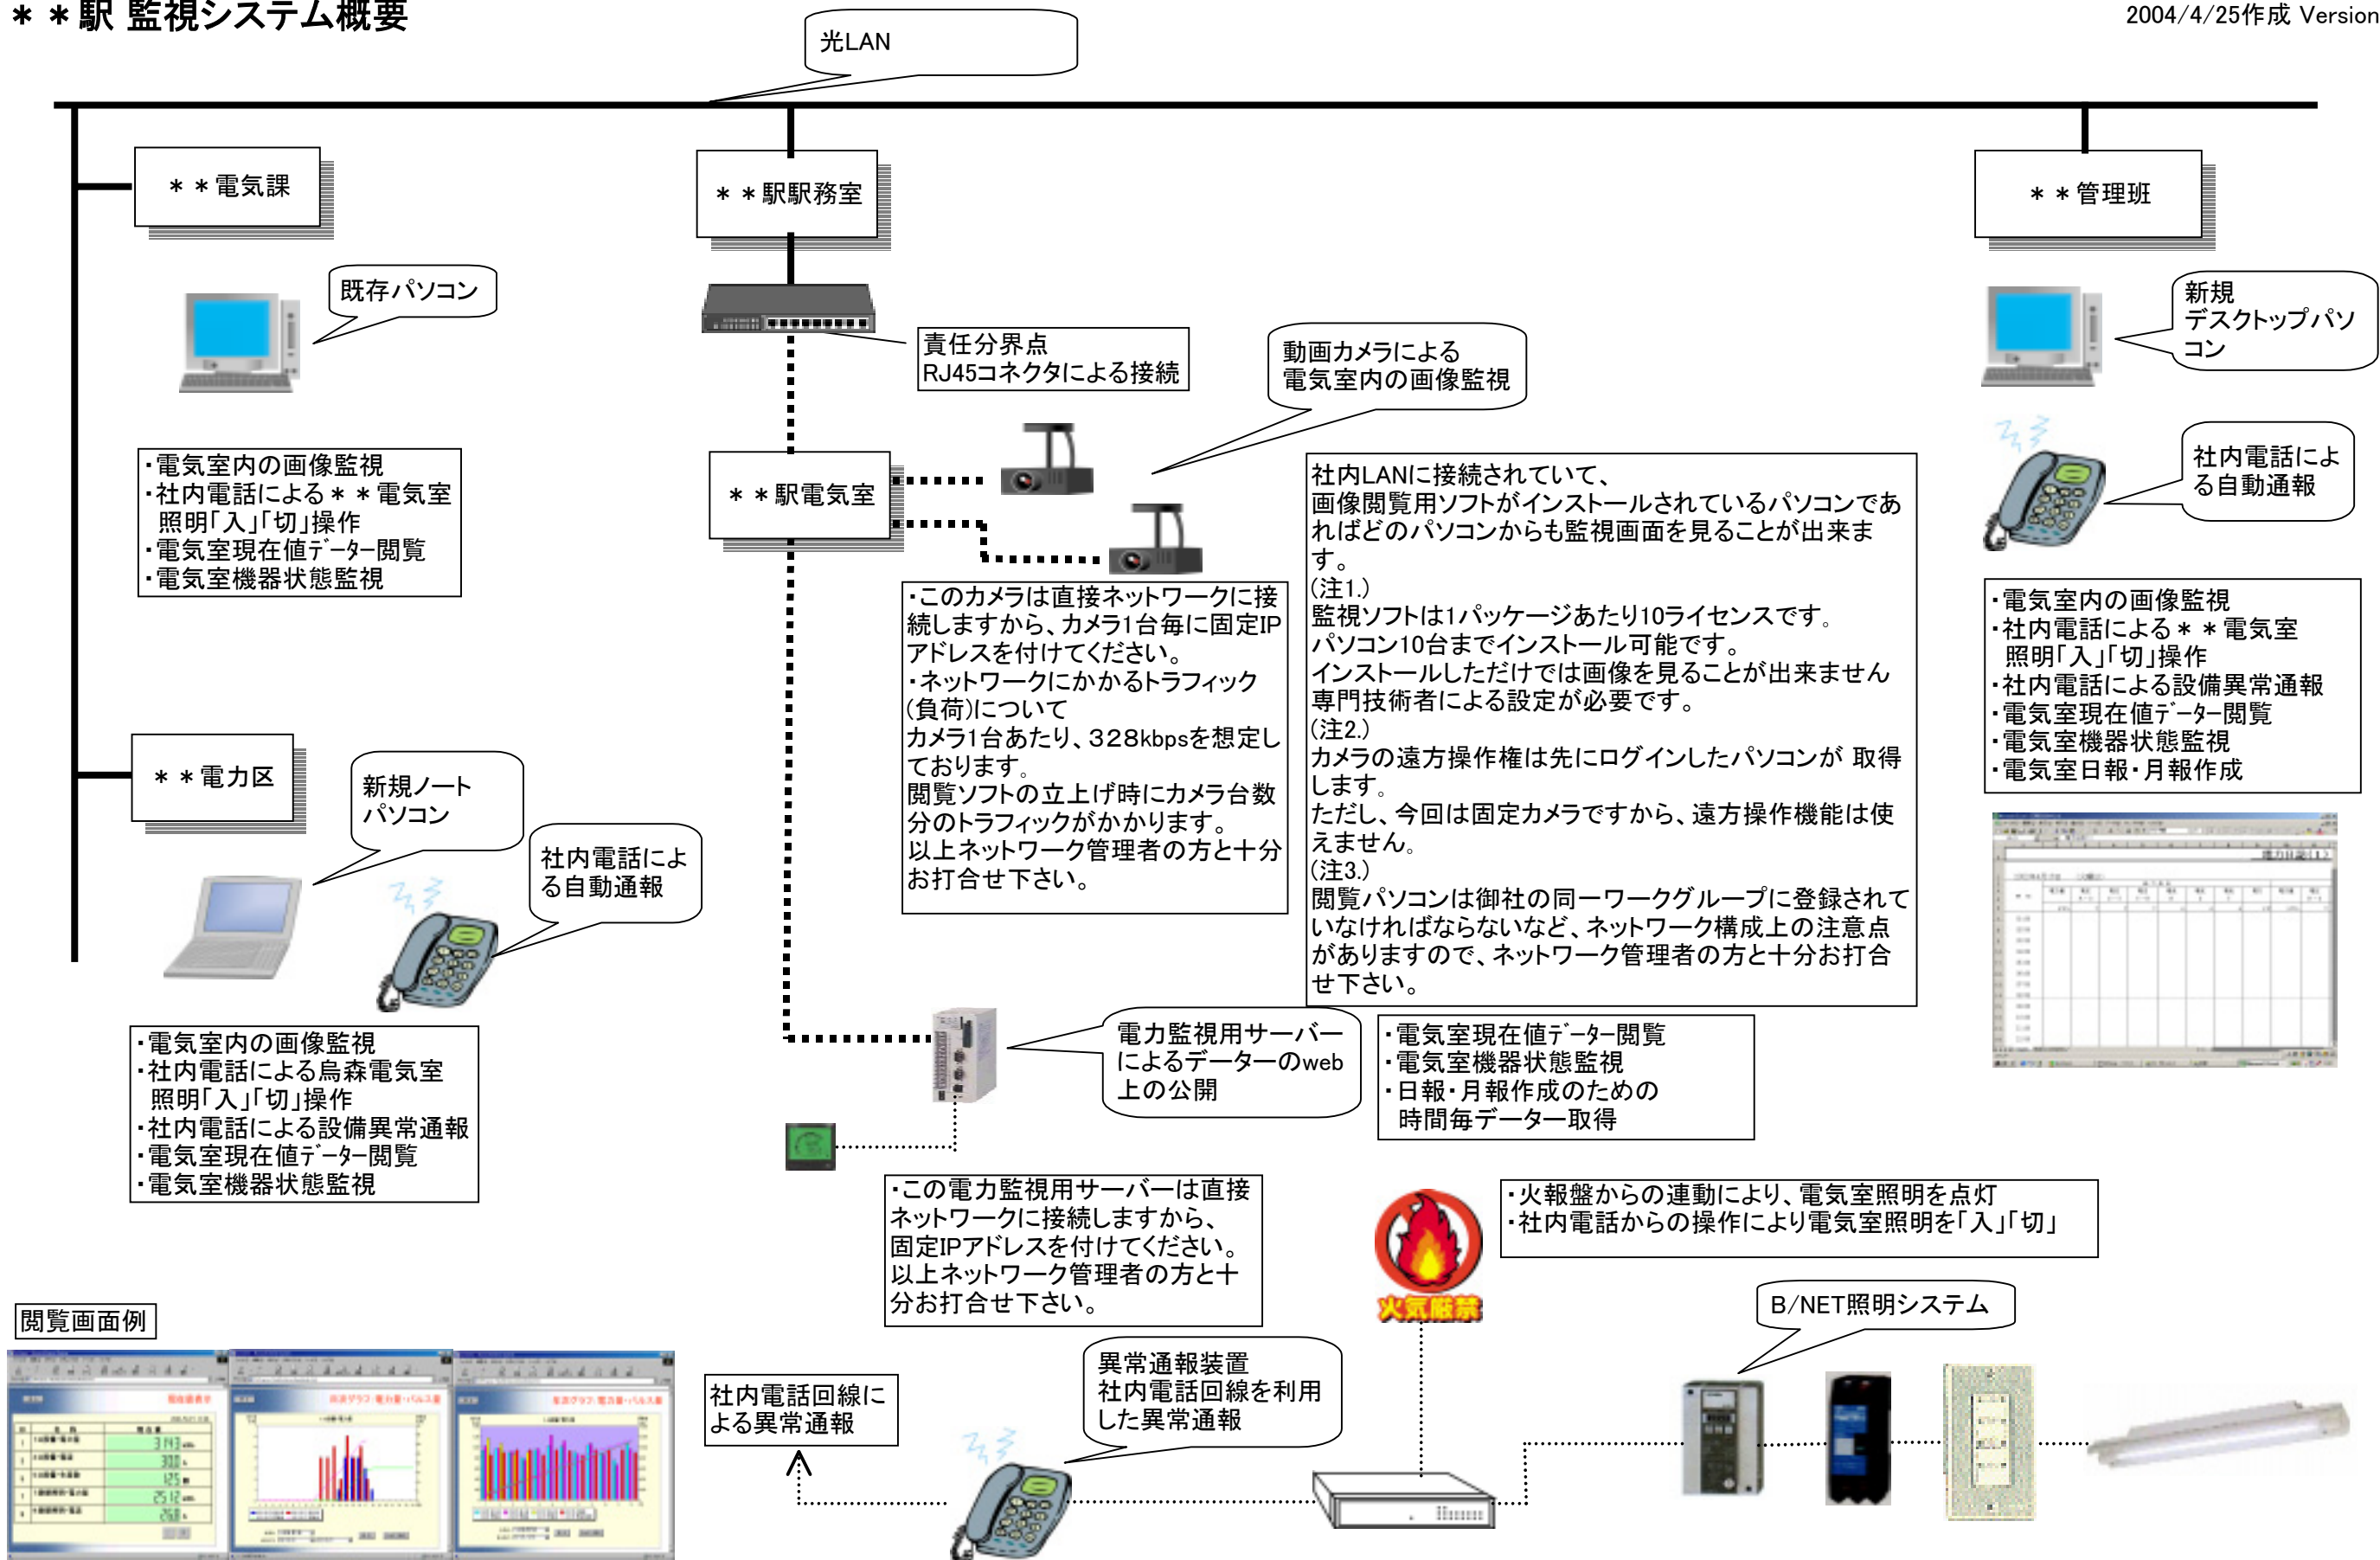 ＊＊駅 監視システム概要
2004/4/25作成 Version
光LAN
＊＊電気課
＊＊駅駅務室
＊＊管理班
既存パソコン
新規
デスクトップパソ
コン
責任分界点
RJ45コネクタによる接続
動画カメラによる
電気室内の画像監視
社内電話によ
る自動通報
・電気室内の画像監視
・社内電話による＊＊電気室
照明「入」「切」操作
・電気室現在値ﾃﾞｰﾀｰ閲覧
・電気室機器状態監視
＊＊駅電気室
社内LANに接続されていて、
画像閲覧用ソフトがインストールされているパソコンであ
ればどのパソコンからも監視画面を見ることが出来ま
す。
(注1.)
監視ソフトは1パッケージあたり10ライセンスです。
パソコン10台までインストール可能です。
インストールしただけでは画像を見ることが出来ません
専門技術者による設定が必要です。
(注2.)
カメラの遠方操作権は先にログインしたパソコンが 取得
します。
ただし、今回は固定カメラですから、遠方操作機能は使
えません。
(注3.)
閲覧パソコンは御社の同一ワークグループに登録されて
いなければならないなど、ネットワーク構成上の注意点
がありますので、ネットワーク管理者の方と十分お打合
せ下さい。
・このカメラは直接ネットワークに接
続しますから、カメラ1台毎に固定IP
アドレスを付けてください。
・ネットワークにかかるトラフィック
(負荷)について
カメラ1台あたり、328kbpsを想定し
ております。
閲覧ソフトの立上げ時にカメラ台数
分のトラフィックがかかります。
以上ネットワーク管理者の方と十分
お打合せ下さい。
・電気室内の画像監視
・社内電話による＊＊電気室
照明「入」「切」操作
・社内電話による設備異常通報
・電気室現在値ﾃﾞｰﾀｰ閲覧
・電気室機器状態監視
・電気室日報・月報作成
＊＊電力区
新規ノート
パソコン
社内電話によ
る自動通報
電力日誌(1)
・電気室内の画像監視
・社内電話による烏森電気室
照明「入」「切」操作
・社内電話による設備異常通報
・電気室現在値ﾃﾞｰﾀｰ閲覧
・電気室機器状態監視
電力監視用サーバー
によるデーターのweb
上の公開
・電気室現在値ﾃﾞｰﾀｰ閲覧
・電気室機器状態監視
・日報・月報作成のための
時間毎データー取得
・この電力監視用サーバーは直接
ネットワークに接続しますから、
固定IPアドレスを付けてください。
以上ネットワーク管理者の方と十
分お打合せ下さい。
火気厳禁
・火報盤からの連動により、電気室照明を点灯
・社内電話からの操作により電気室照明を「入」「切」
B/NET照明システム
閲覧画面例
現在値表示
社内電話回線に
よる異常通報
異常通報装置
社内電話回線を利用
した異常通報